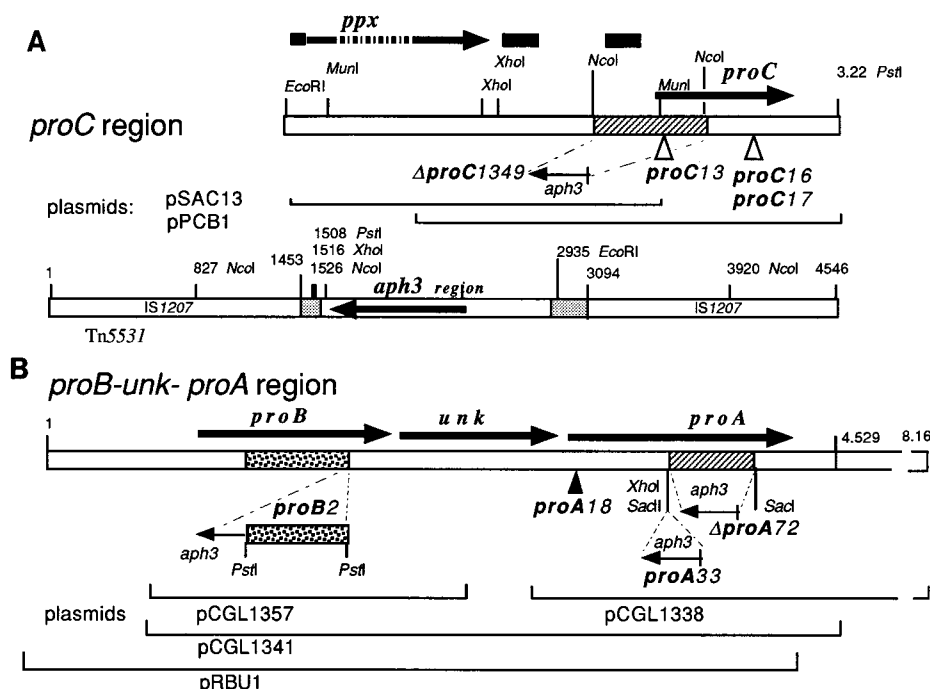 A
ppx
XhoI
NcoI
NcoI
proC
EcoRI
MunI
XhoI
MunI
3.22 PstI
proC region
ΔproC1349
aph3
proC13
proC16
proC17
plasmids:
pSAC13
pPCB1
1
827 NcoI
1453
1508 PstI
1516 XhoI
1526 NcoI
2935 EcoRI
3094
3920 NcoI
4546
IS1207
aph3 region
IS1207
Tn5531
B
proB-unk- proA region
1
proB
unk
proA
4.529
8.16
proB2
aph3
PstI
PstI
proA18
XhoI
SacII
aph3
SacI
ΔproA72
aph3
proA33
plasmids
pCGL1357
pCGL1338
pCGL1341
pRBU1